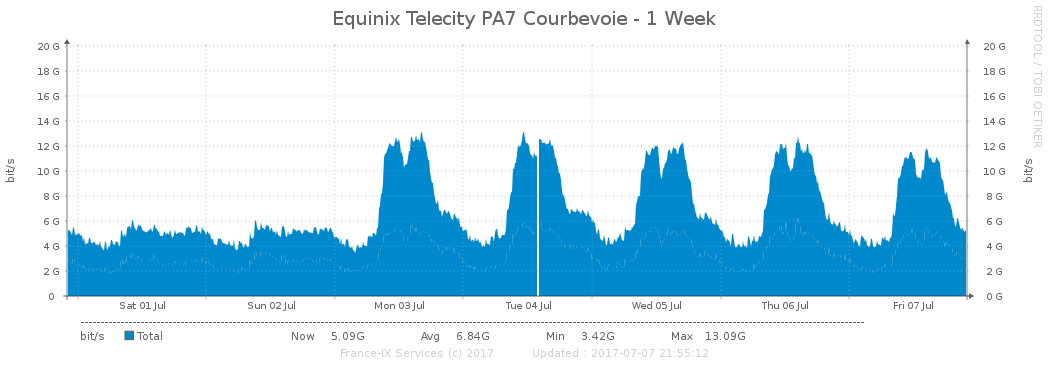 Equinix Telecity PA7 Courbevoie - 1 Week
RRDTOOL / TOBI OETIKER
20 G 20 G
18 G 18 G
16 G 16 G
14 G 14 G
12 G 12 G
10 G 10 G
8 G 8 G
6 G 6 G
4 G 4 G
2 G 2 G
0 0 G
bit/s bit/s
Sat 01 Jul Sun 02 Jul Mon 03 Jul Tue 04 Jul Wed 05 Jul Thu 06 Jul Fri 07 Jul
bit/s Total Now 5.09G Avg 6.84G Min 3.42G Max 13.09G
France-IX Services (c) 2017 Updated : 2017-07-07 21:55:12